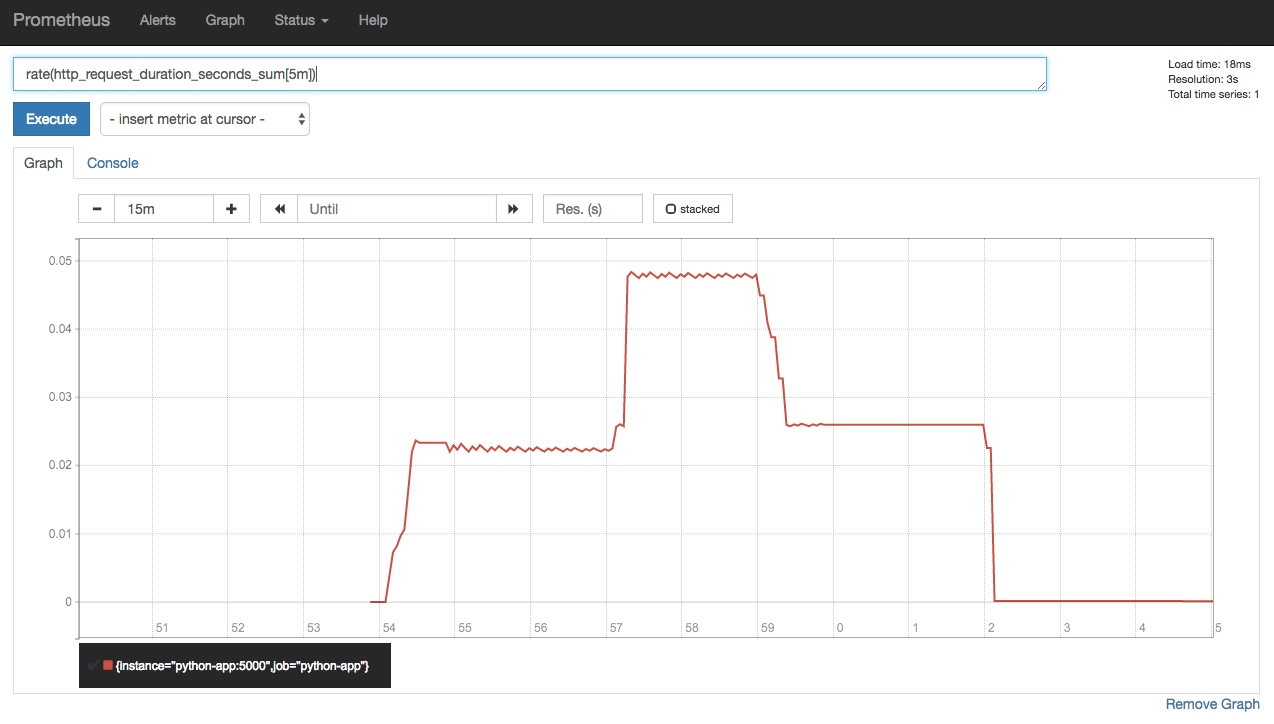 Prometheus Alerts Graph Status Help
rate(http_request_duration_seconds_sum[5m])
Load time: 18ms
Resolution: 3s
Total time series: 1
Execute - insert metric at cursor -
Graph Console
15m Until Res. (s) stacked
0.05
0.04
0.03
0.02
0.01
0
51 52 53 54 55 56 57 58 59 0 1 2 3 4 5
{instance="python-app:5000",job="python-app"}
Remove Graph